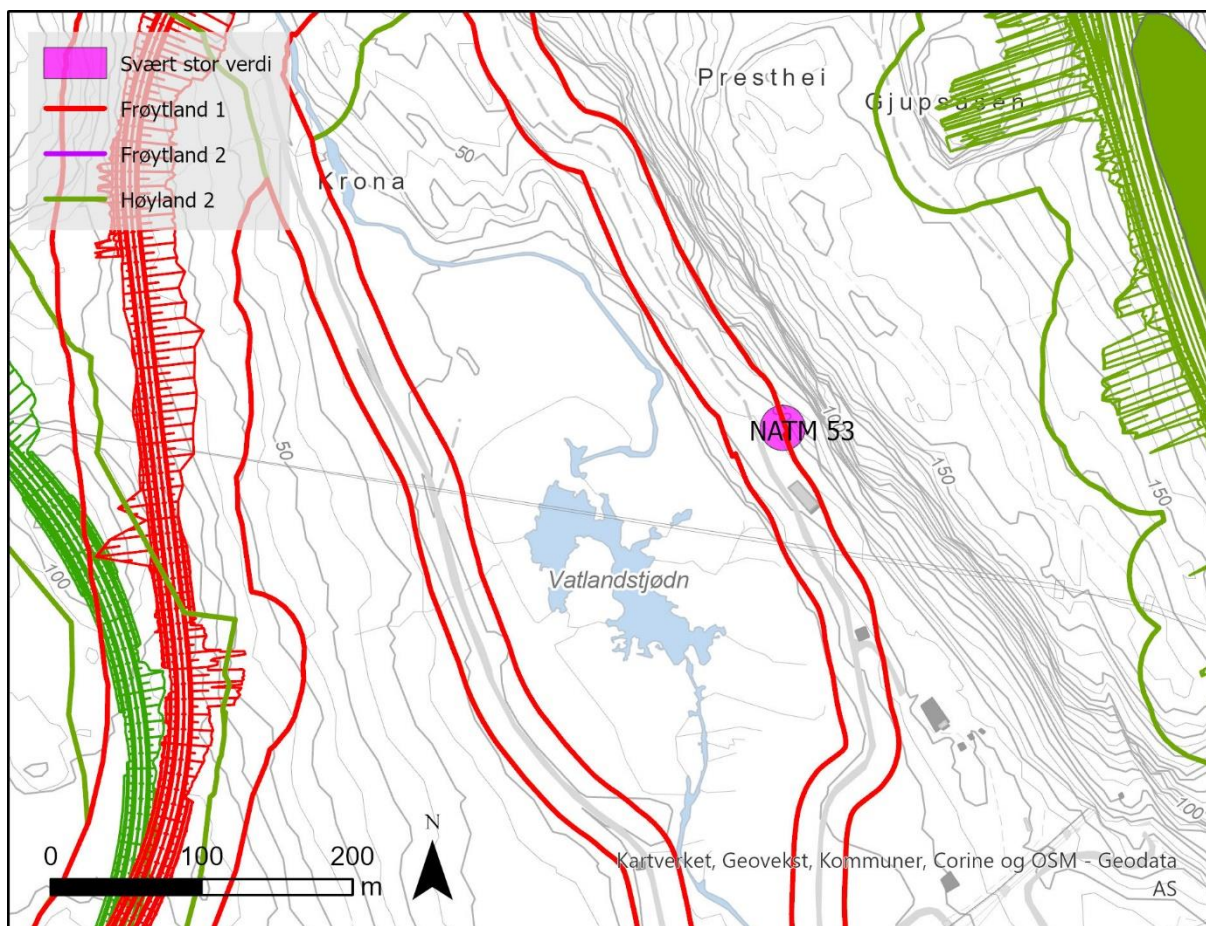 Svært stor verdi
Frøytland 1
Frøytland 2
Høyland 2
Presthei
Gjupsåsen
Krona
50
NATM 53
100
150
150
50
100
Vatlandstjødn
100
0 100 200
m
N
Kartverket, Geovekst, Kommuner, Corine og OSM - Geodata
AS